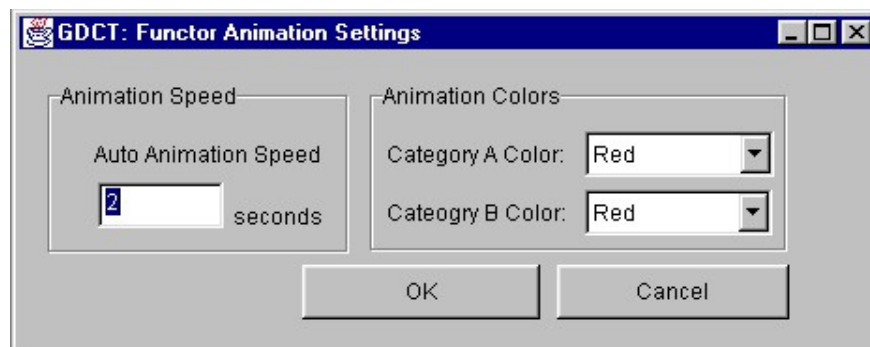 GDCT: Functor Animation Settings
Animation Speed
Auto Animation Speed
2
seconds
Animation Colors
Category A Color: Red
Cateogry B Color: Red
OK
Cancel